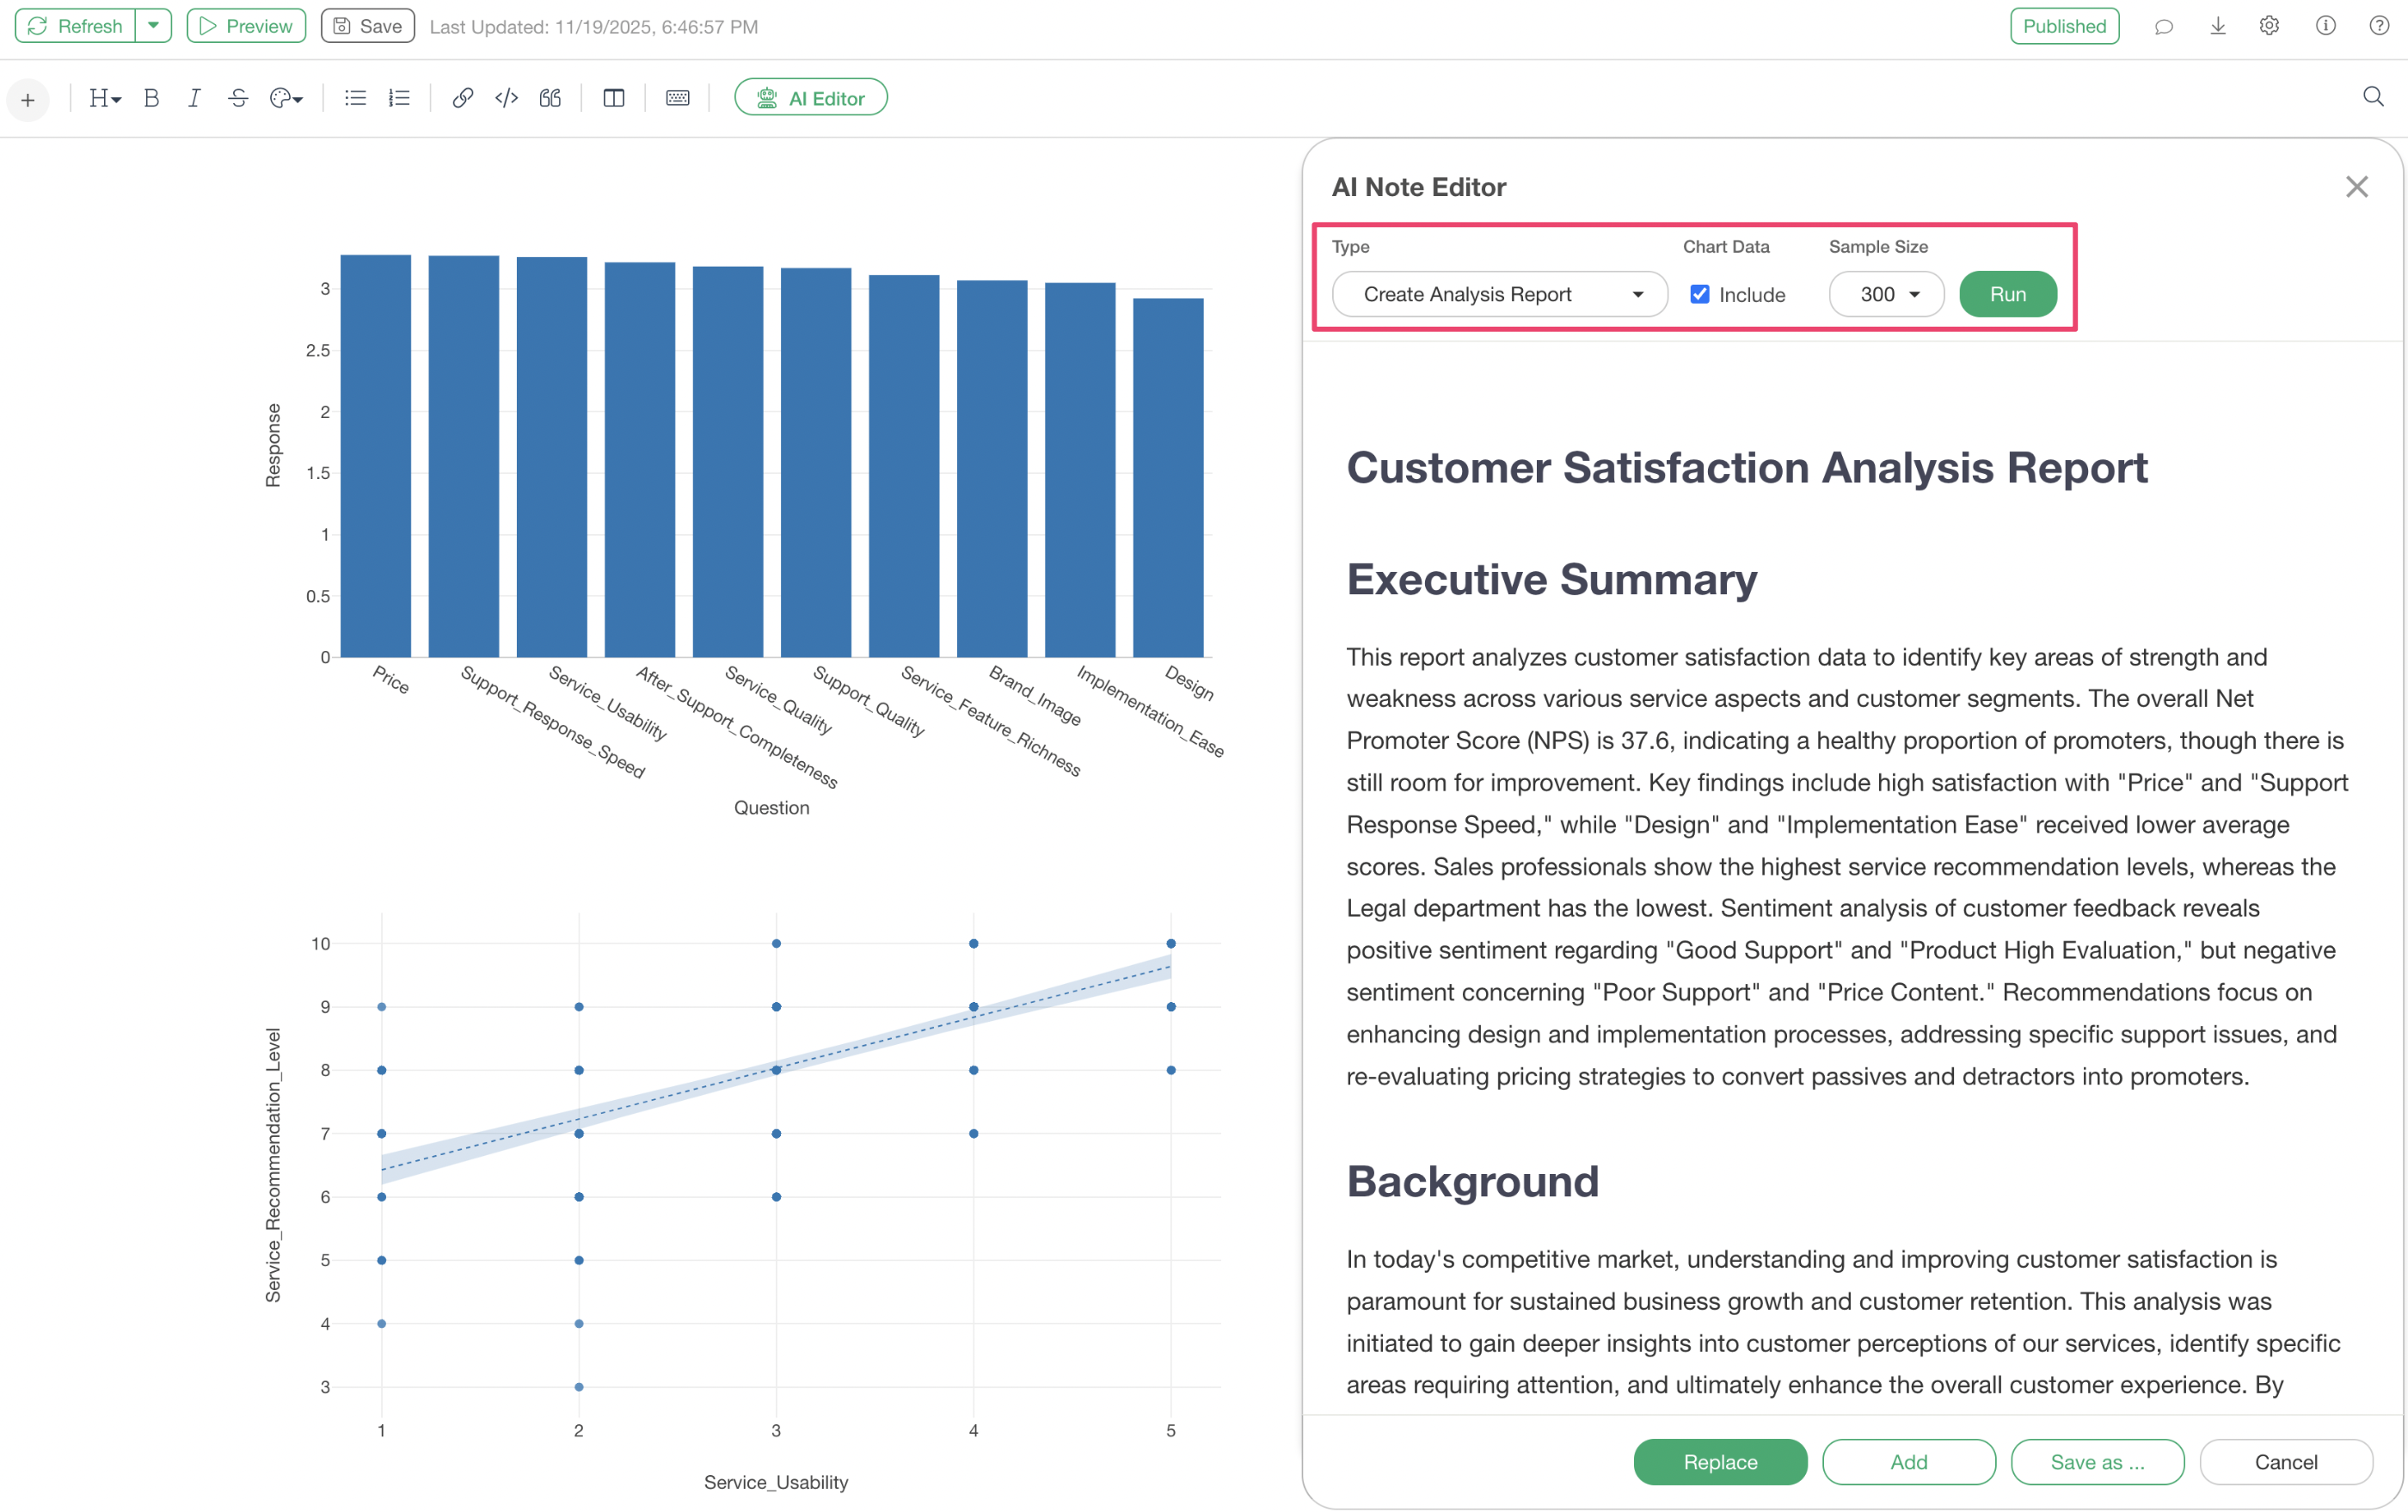 Refresh
Preview
Save
Last Updated: 11/19/2025, 6:46:57 PM
Published
H
B
I
S
</>
AI Editor
Response
3
2.5
2
1.5
1
0.5
0
Price
Support_Response_Speed
Service_Usability
After_Support_Completeness
Service_Quality
Support_Quality
Service_Feature_Richness
Brand_Image
Implementation_Ease
Design
Question
Service_Recommendation_Level
10
9
8
7
6
5
4
3
1
2
3
4
5
Service_Usability
AI Note Editor
Type
Chart Data
Sample Size
Create Analysis Report
Include
300
Run
Customer Satisfaction Analysis Report
Executive Summary
This report analyzes customer satisfaction data to identify key areas of strength and
weakness across various service aspects and customer segments. The overall Net
Promoter Score (NPS) is 37.6, indicating a healthy proportion of promoters, though there is
still room for improvement. Key findings include high satisfaction with "Price" and "Support
Response Speed," while "Design" and "Implementation Ease" received lower average
scores. Sales professionals show the highest service recommendation levels, whereas the
Legal department has the lowest. Sentiment analysis of customer feedback reveals
positive sentiment regarding "Good Support" and "Product High Evaluation," but negative
sentiment concerning "Poor Support" and "Price Content." Recommendations focus on
enhancing design and implementation processes, addressing specific support issues, and
re-evaluating pricing strategies to convert passives and detractors into promoters.
Background
In today's competitive market, understanding and improving customer satisfaction is
paramount for sustained business growth and customer retention. This analysis was
initiated to gain deeper insights into customer perceptions of our services, identify specific
areas requiring attention, and ultimately enhance the overall customer experience. By
Replace
Add
Save as ...
Cancel